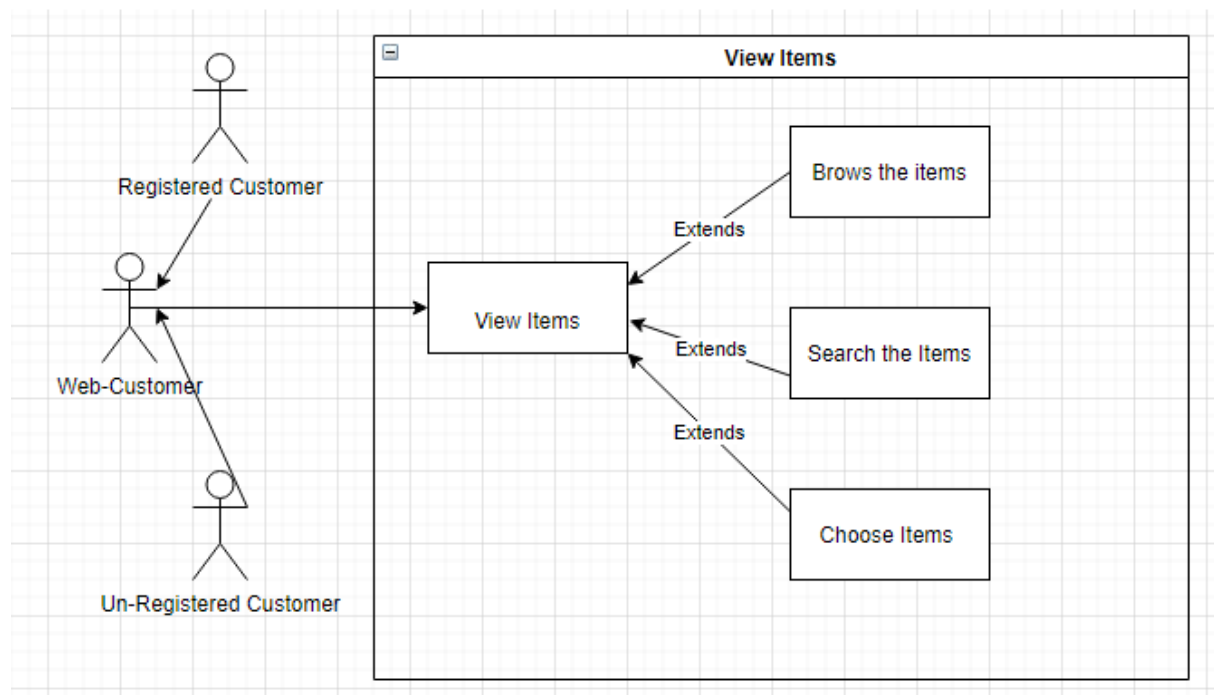 View Items
Registered Customer
Brows the items
Extends
View Items
Web-Customer
Extends
Search the Items
Extends
Choose Items
Un-Registered Customer